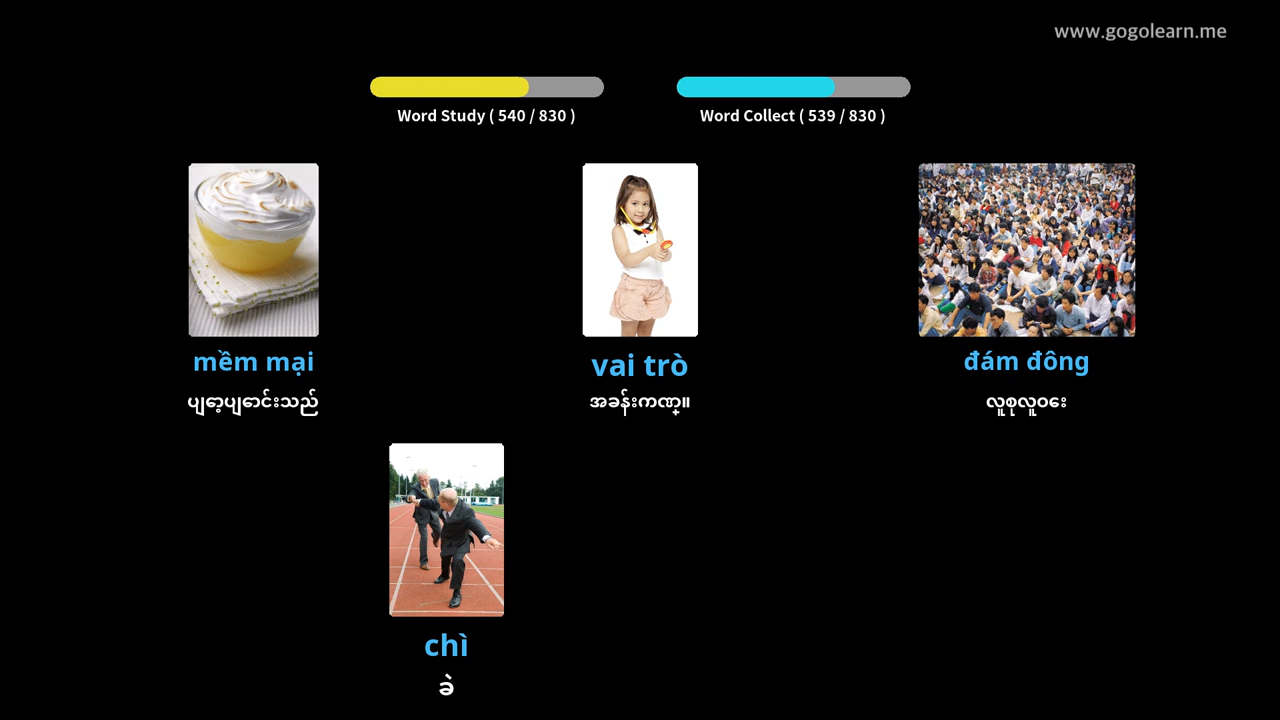 www.gogolearn.me
Word Study ( 540 / 830 )
Word Collect ( 539 / 830 )
mềm mại
ပျော့ပျောင်းသည်
vai trò
အခန်းကဏ္ဍ။
đám đông
လူစုလူဝေး
chì
ခဲ